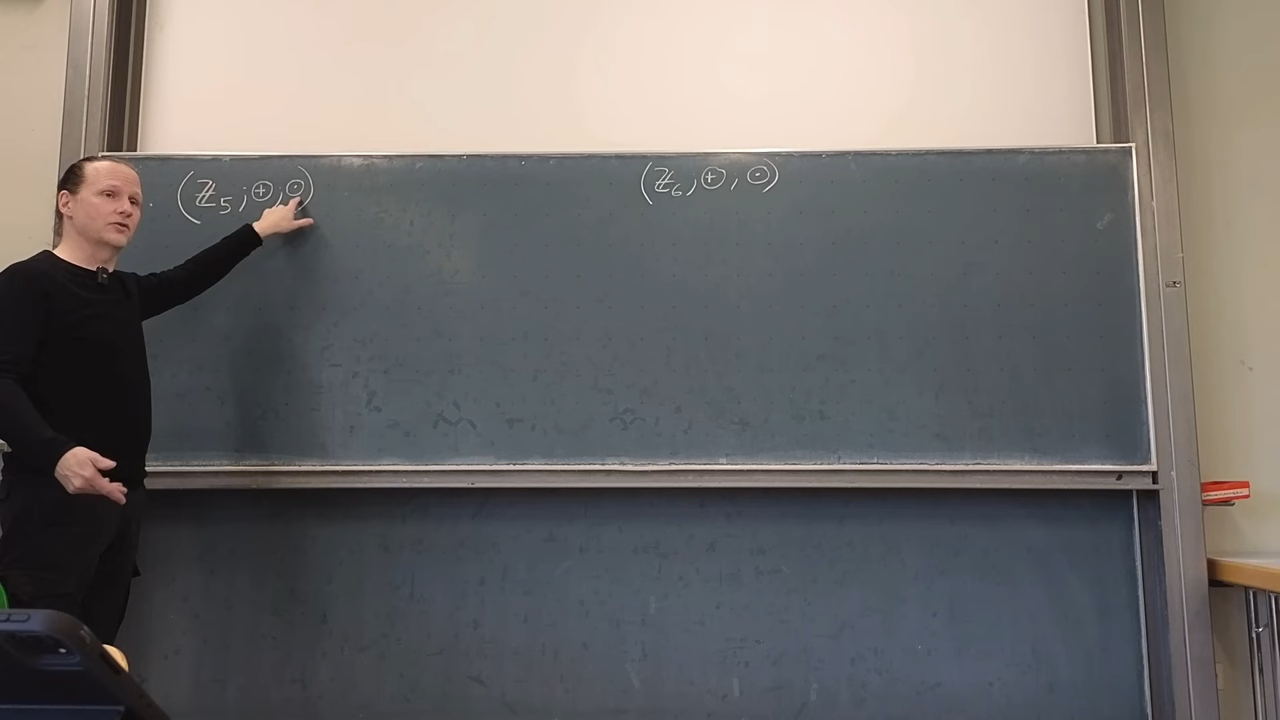 (ℤ₅; ⊕, ⊙)
(ℤ₆, ⊕, ⊙)